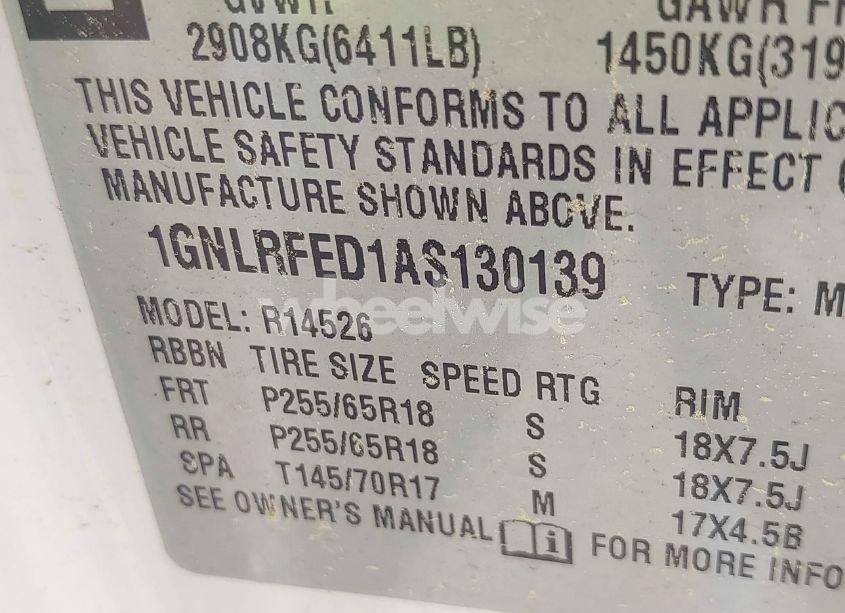 GVWR GAWR FR
2908KG(6411LB) 1450KG(319
THIS VEHICLE CONFORMS TO ALL APPLIC
VEHICLE SAFETY STANDARDS IN EFFECT
MANUFACTURE SHOWN ABOVE.
1GNLRFED1AS130139 TYPE: M
wheelwise
MODEL: R14526
RBBN TIRE SIZE SPEED RTG RIM
FRT P255/65R18 S 18X7.5J
RR P255/65R18 S 18X7.5J
SPA T145/70R17 M 17X4.5B
SEE OWNER'S MANUAL i FOR MORE INFO